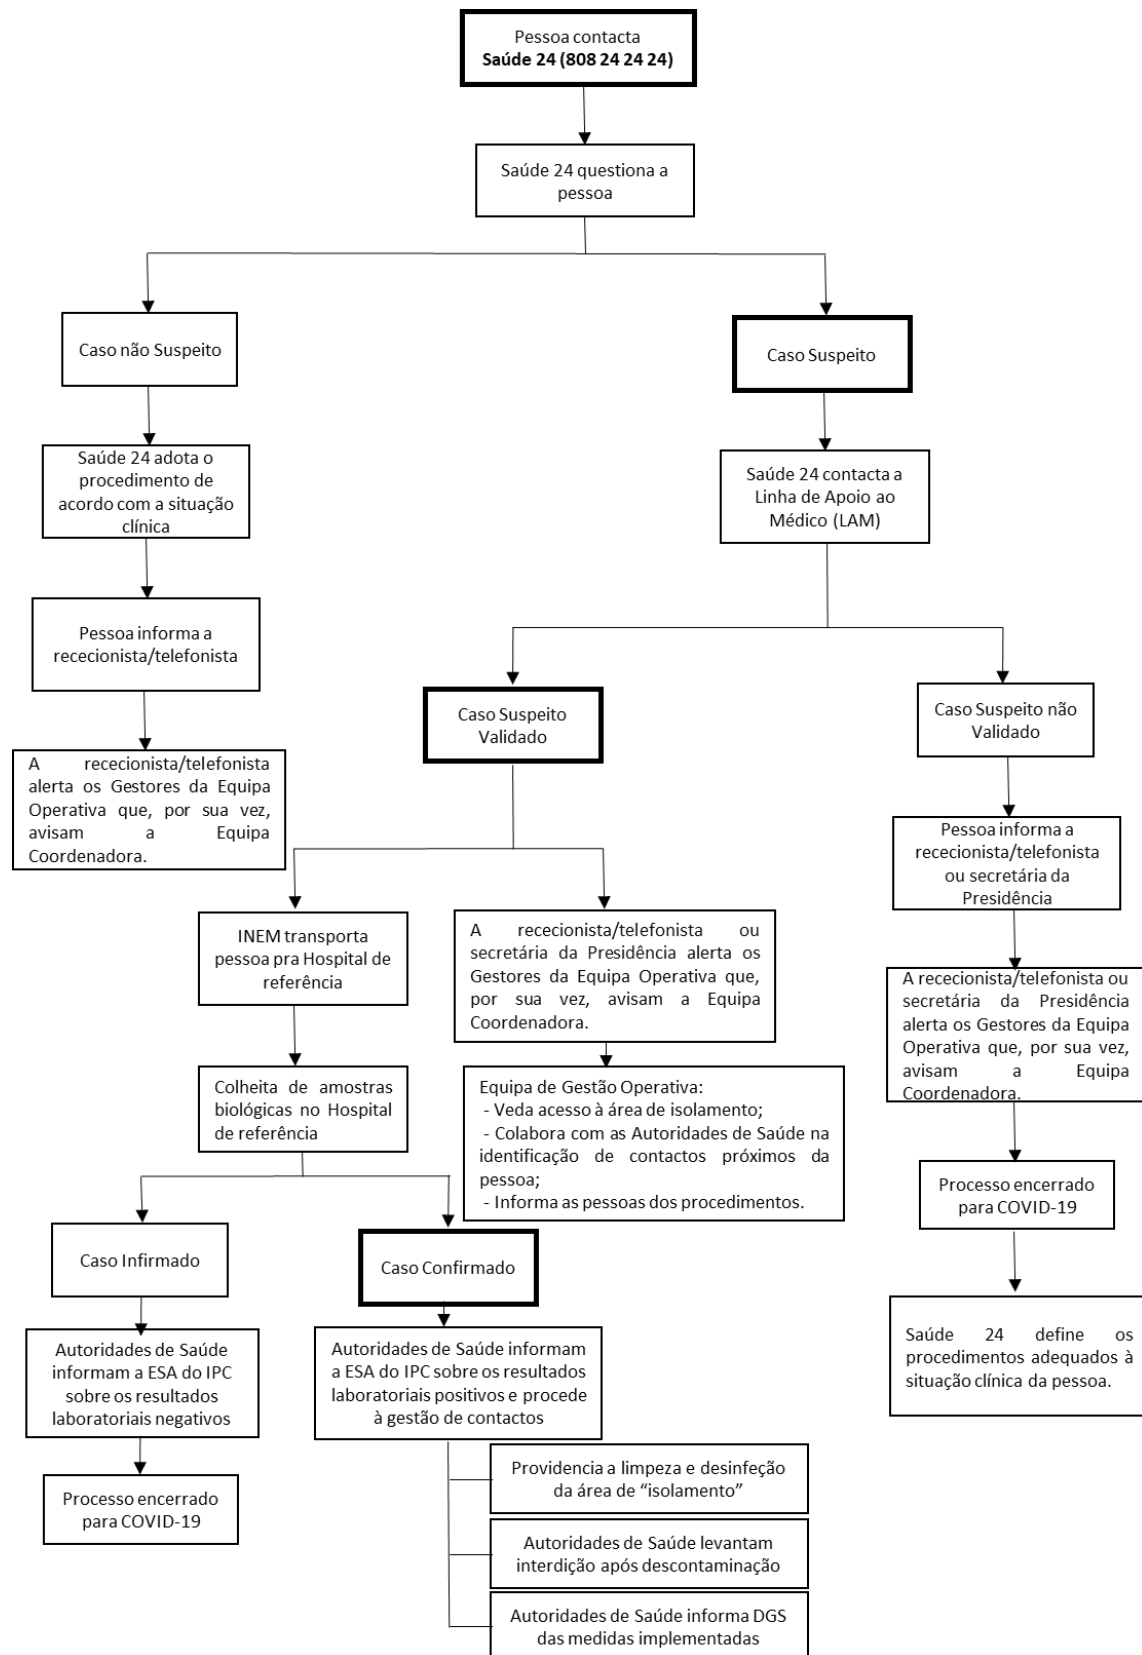 Pessoa contacta
Saúde 24 (808 24 24 24)
Saúde 24 questiona a
pessoa
Caso não Suspeito
Caso Suspeito
Saúde 24 adota o
procedimento de
acordo com a situação
clínica
Saúde 24 contacta a
Linha de Apoio ao
Médico (LAM)
Pessoa informa a
rececionista/telefonista
A rececionista/telefonista
alerta os Gestores da Equipa
Operativa que, por sua vez,
avisam a Equipa
Coordenadora.
Caso Suspeito
Validado
Caso Suspeito não
Validado
Pessoa informa a
rececionista/telefonista
ou secretária da
Presidência
INEM transporta
pessoa pra Hospital de
referência
A rececionista/telefonista ou
secretária da Presidência alerta os
Gestores da Equipa Operativa que,
por sua vez, avisam a Equipa
Coordenadora.
A rececionista/telefonista ou
secretária da Presidência
alerta os Gestores da Equipa
Operativa que, por sua vez,
avisam a Equipa
Coordenadora.
Colheita de amostras
biológicas no Hospital
de referência
Equipa de Gestão Operativa:
- Veda acesso à área de isolamento;
- Colabora com as Autoridades de Saúde na
identificação de contactos próximos da
pessoa;
- Informa as pessoas dos procedimentos.
Processo encerrado
para COVID-19
Caso Infirmado
Caso Confirmado
Saúde 24 define os
procedimentos adequados à
situação clínica da pessoa.
Autoridades de Saúde
informam a ESA do IPC
sobre os resultados
laboratoriais negativos
Autoridades de Saúde informam
a ESA do IPC sobre os resultados
laboratoriais positivos e procede
à gestão de contactos
Processo encerrado
para COVID-19
Providencia a limpeza e desinfeção
da área de “isolamento”
Autoridades de Saúde levantam
interdição após descontaminação
Autoridades de Saúde informa DGS
das medidas implementadas